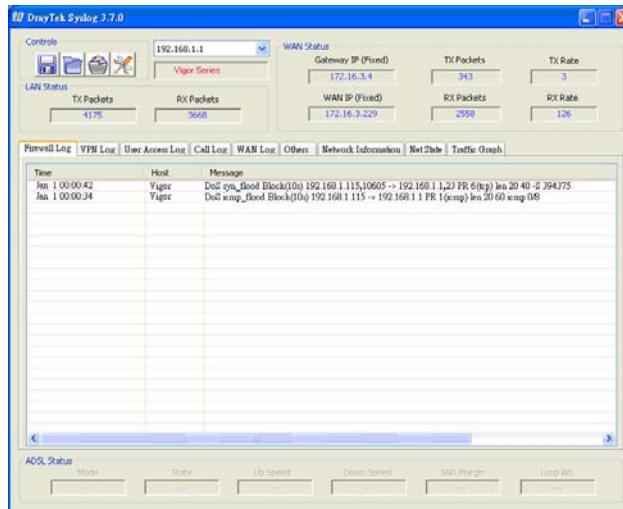 DrayTek Syslog 3.7.0
Controls
192.168.1.1
Vigor Series
WAN Status
Gateway IP (Fixed) TX Packets TX Rate
172.16.3.4 343 3
WAN IP (Fixed) RX Packets RX Rate
172.16.3.229 2558 126
LAN Status
TX Packets RX Packets
4175 3668
Firewall Log VPN Log User Access Log Call Log WAN Log Others Network Information Net State Traffic Graph
Time Host Message
Jan 1 00:00:42 Vigor DoS syn_flood Block(10s) 192.168.1.115,10605 -> 192.168.1.1,23 PR 6(tcp) len 20 40 -S 394375
Jan 1 00:00:34 Vigor DoS icmp_flood Block(10s) 192.168.1.115 -> 192.168.1.1 PR 1(icmp) len 20 60 icmp 0/8
ADSL Status
Mode State Up Speed Down Speed SNR Margin Loop Att
--- --- --- --- --- ---